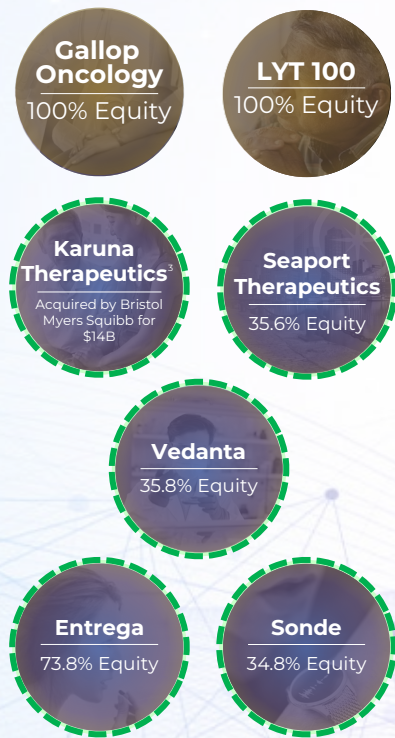 Gallop
Oncology
100% Equity
LYT 100
100% Equity
Karuna
Therapeutics³
Acquired by Bristol
Myers Squibb for
$14B
Seaport
Therapeutics
35.6% Equity
Vedanta
35.8% Equity
Entrega
73.8% Equity
Sonde
34.8% Equity